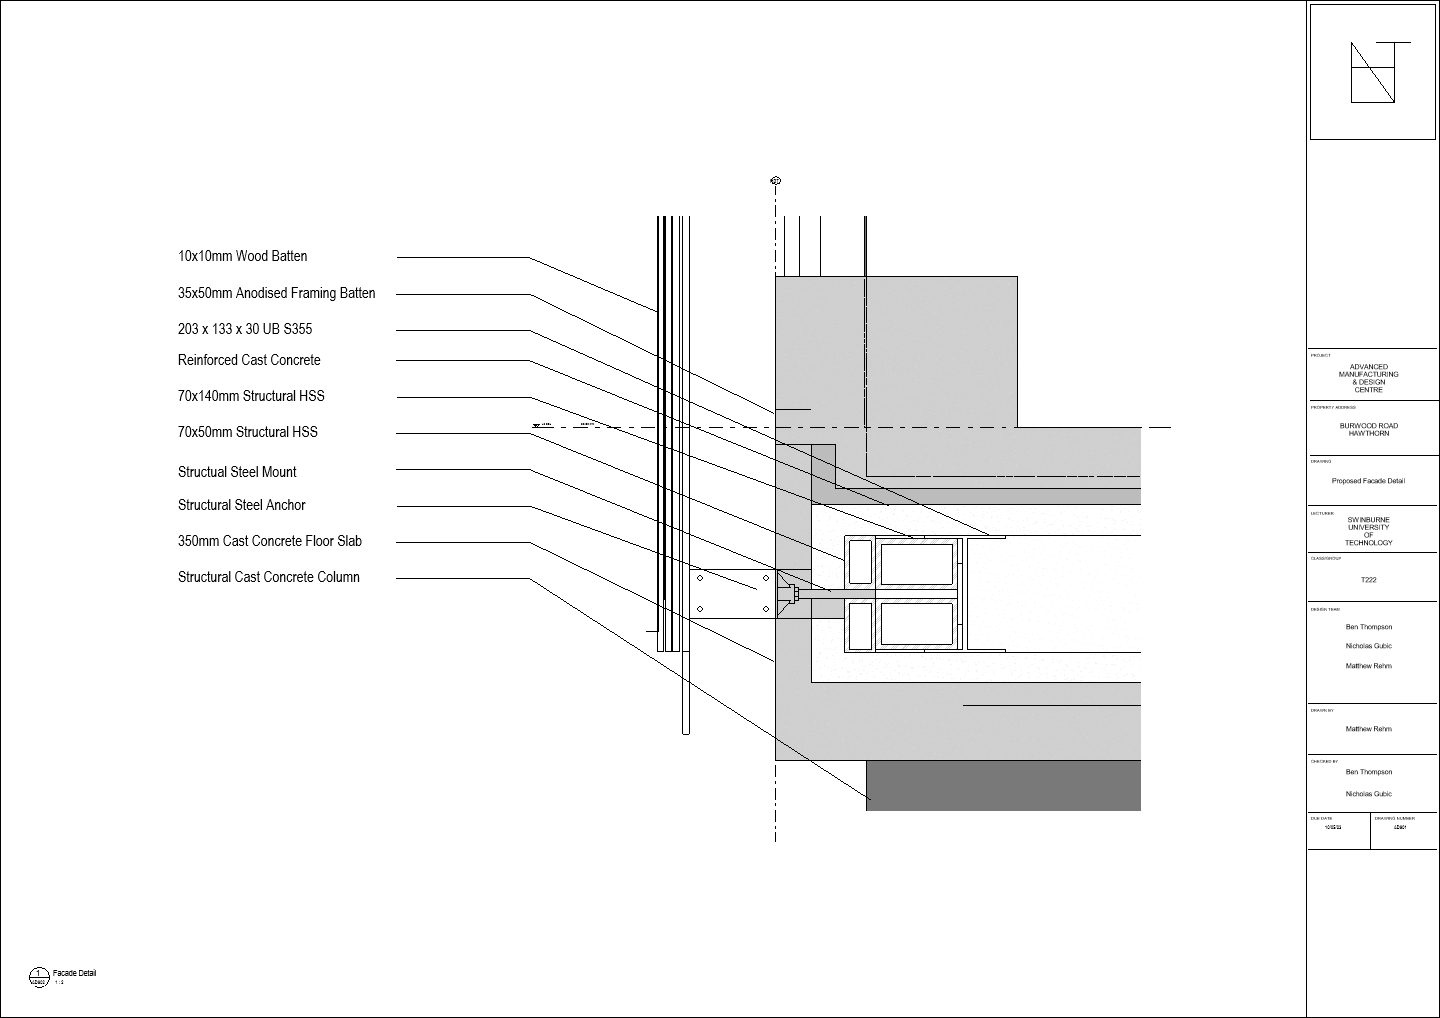 10x10mm Wood Batten
35x50mm Anodised Framing Batten
203 x 133 x 30 UB S355
Reinforced Cast Concrete
70x140mm Structural HSS
70x50mm Structural HSS
Structual Steel Mount
Structural Steel Anchor
350mm Cast Concrete Floor Slab
Structural Cast Concrete Column
1
Facade Detail
1 : 2
PROJECT
ADVANCED
MANUFACTURING
& DESIGN
CENTRE
PROPERTY ADDRESS
BURWOOD ROAD
HAWTHORN
DRAWING
Proposed Facade Detail
LECTURER
SWINBURNE
UNIVERSITY
OF
TECHNOLOGY
CLASS/GROUP
T222
DESIGN TEAM
Ben Thompson
Nicholas Gubic
Matthew Rehm
DRAWN BY
Matthew Rehm
CHECKED BY
Ben Thompson
Nicholas Gubic
DUE DATE
DRAWING NUMBER